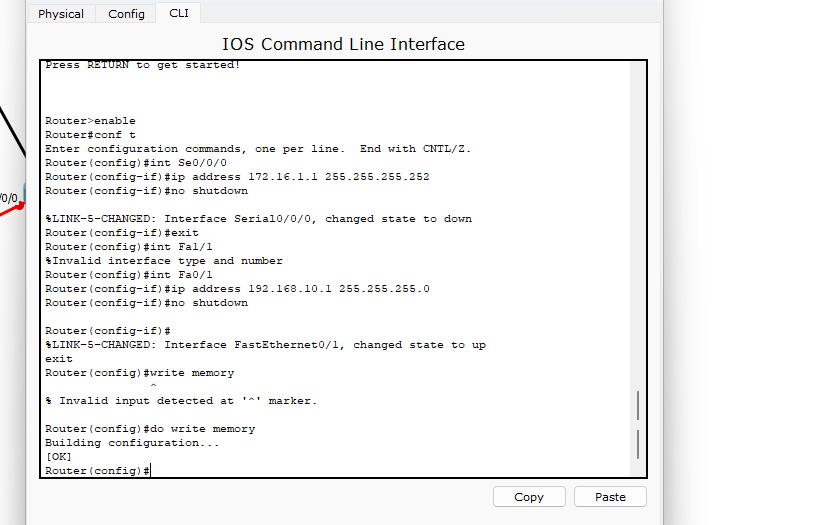 Physical Config CLI
IOS Command Line Interface
Press RETURN to get started!
Router>enable
Router#conf t
Enter configuration commands, one per line.  End with CNTL/Z.
Router(config)#int Se0/0/0
Router(config-if)#ip address 172.16.1.1 255.255.255.252
Router(config-if)#no shutdown
%LINK-5-CHANGED: Interface Serial0/0/0, changed state to down
Router(config-if)#exit
Router(config)#int Fa1/1
%Invalid interface type and number
Router(config)#int Fa0/1
Router(config-if)#ip address 192.168.10.1 255.255.255.0
Router(config-if)#no shutdown
Router(config-if)#
%LINK-5-CHANGED: Interface FastEthernet0/1, changed state to up
exit
Router(config)#write memory
^
% Invalid input detected at '^' marker.
Router(config)#do write memory
Building configuration...
[OK]
Router(config)#
/0/0
Copy Paste